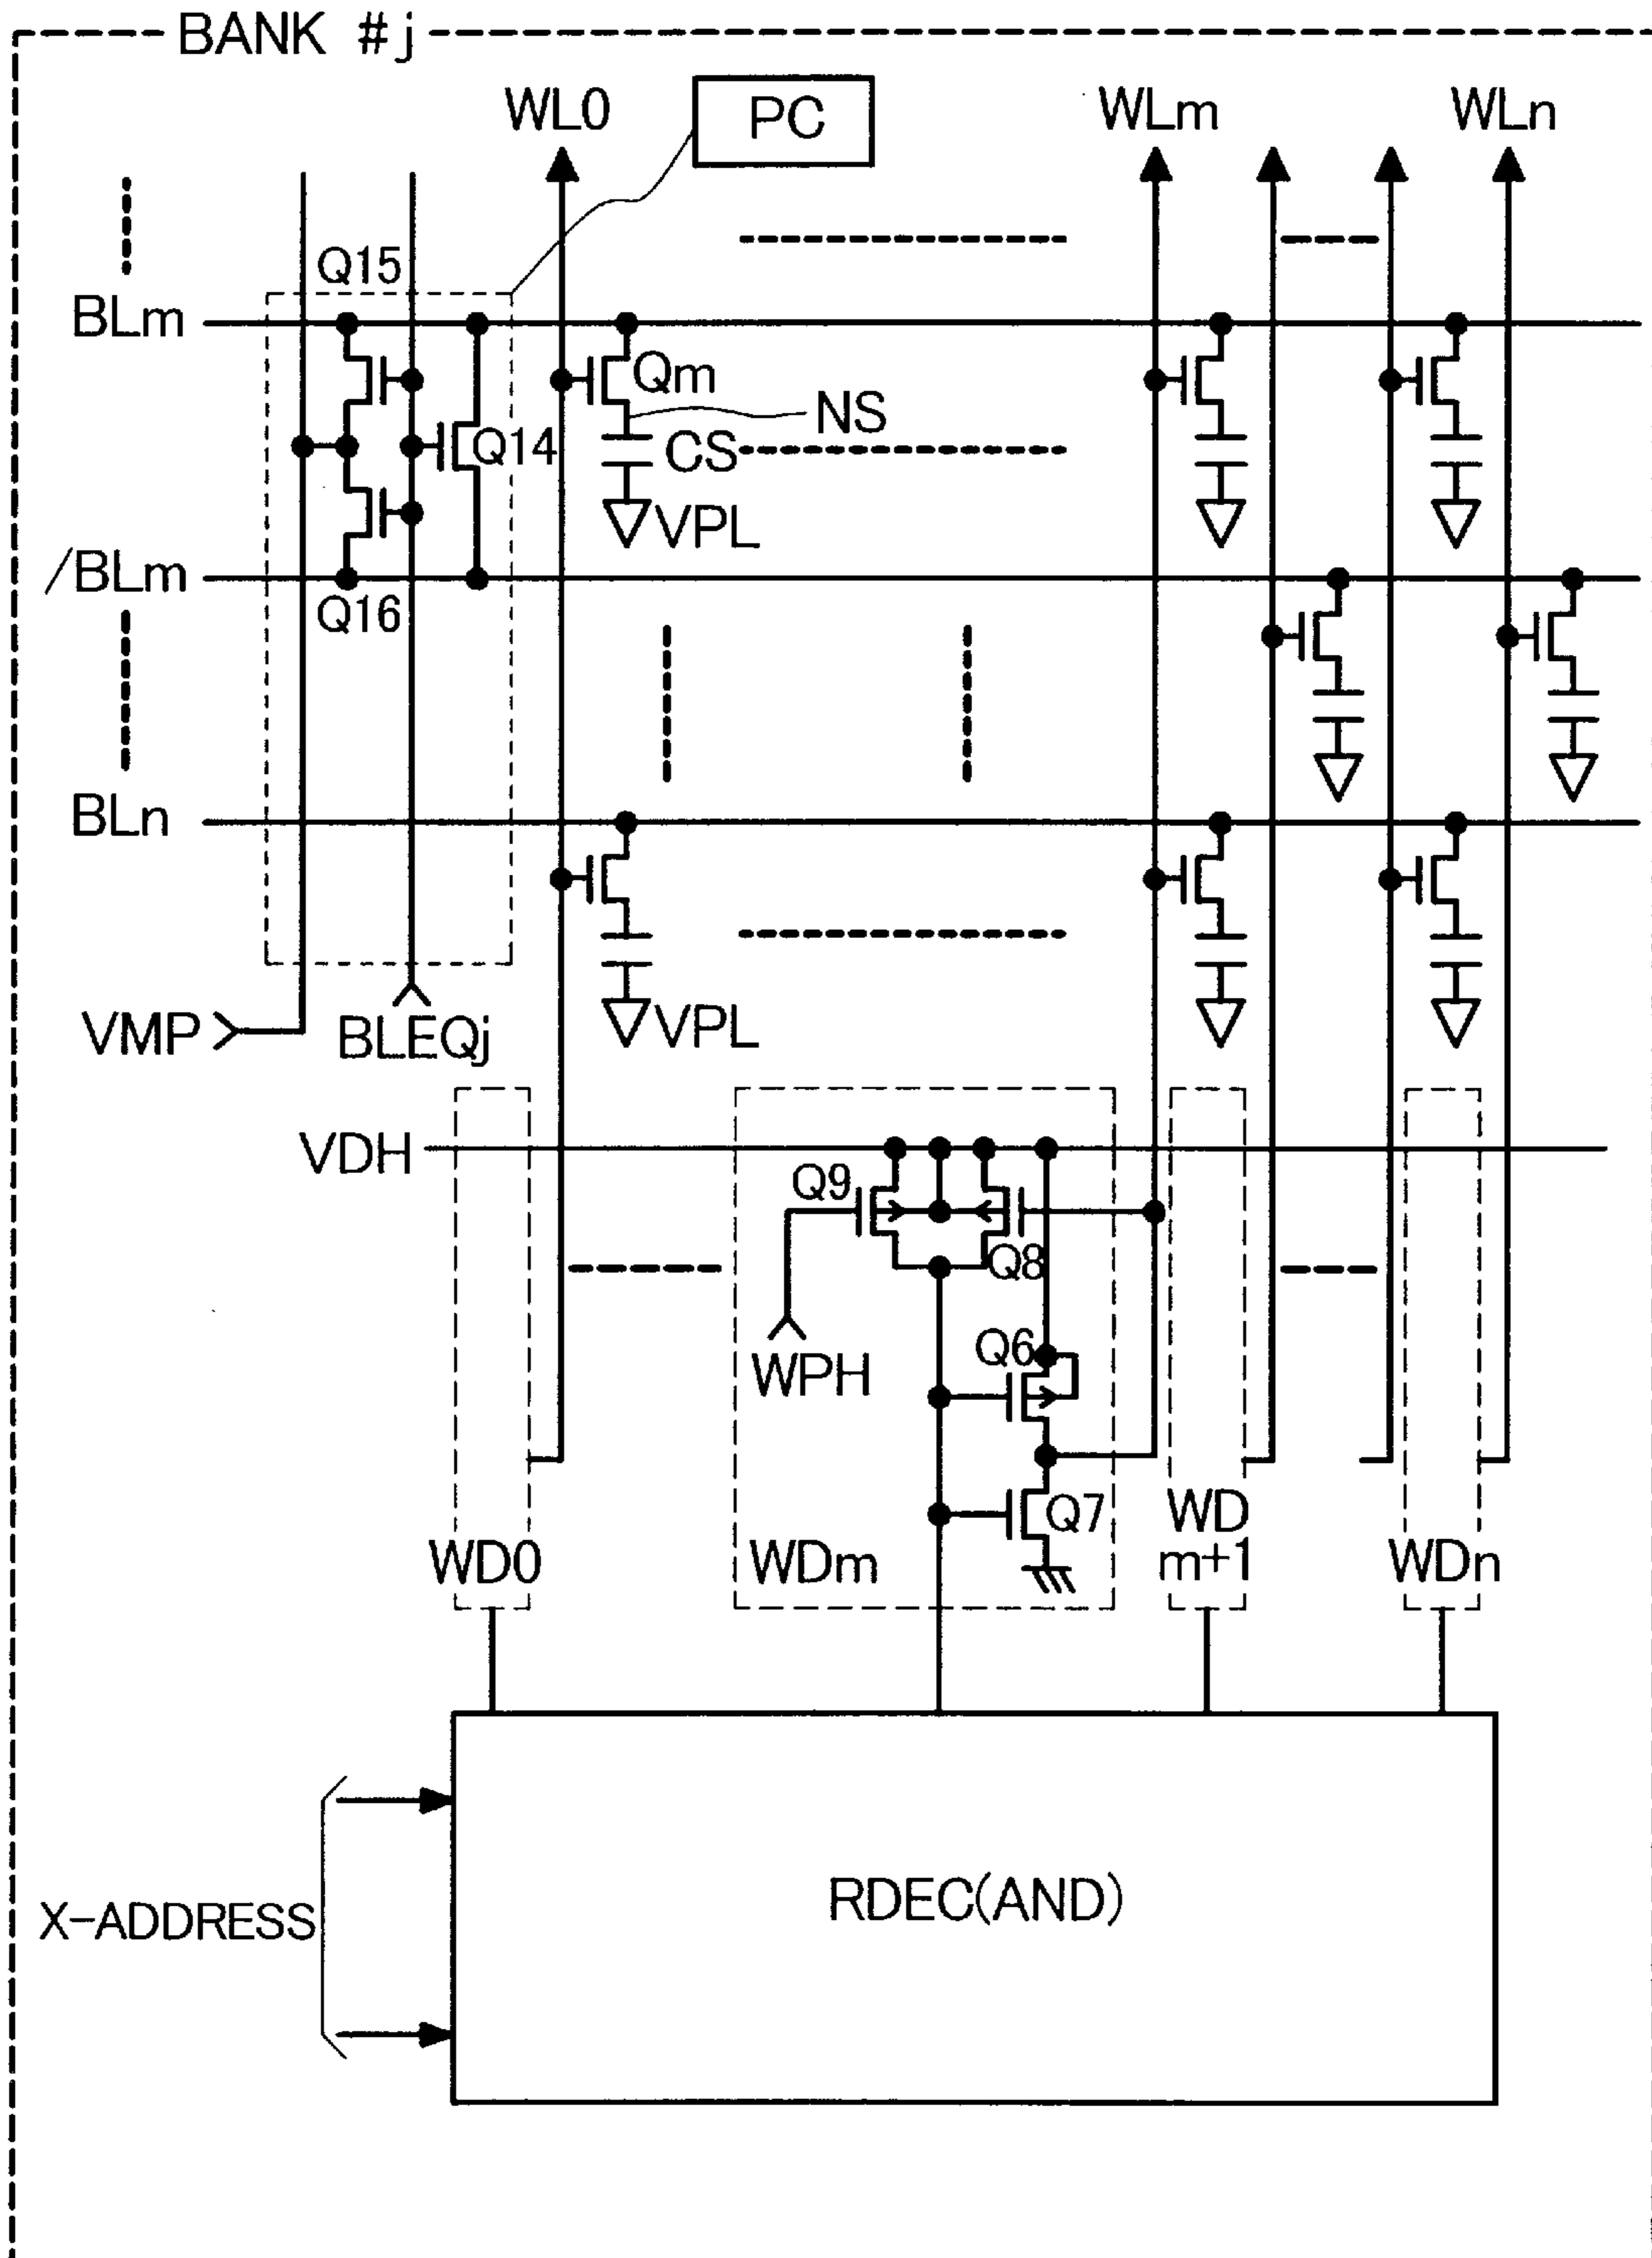 BANK #j
PC
WL0
WLm
WLn
Q15
BLm
Qm
NS
Q14
CS
VPL
/BLm
Q16
BLn
VMP
BLEQj
VPL
VDH
Q9
Q8
Q6
WPH
Q7
WD
m+1
WD0
WDm
WDn
RDEC(AND)
X-ADDRESS